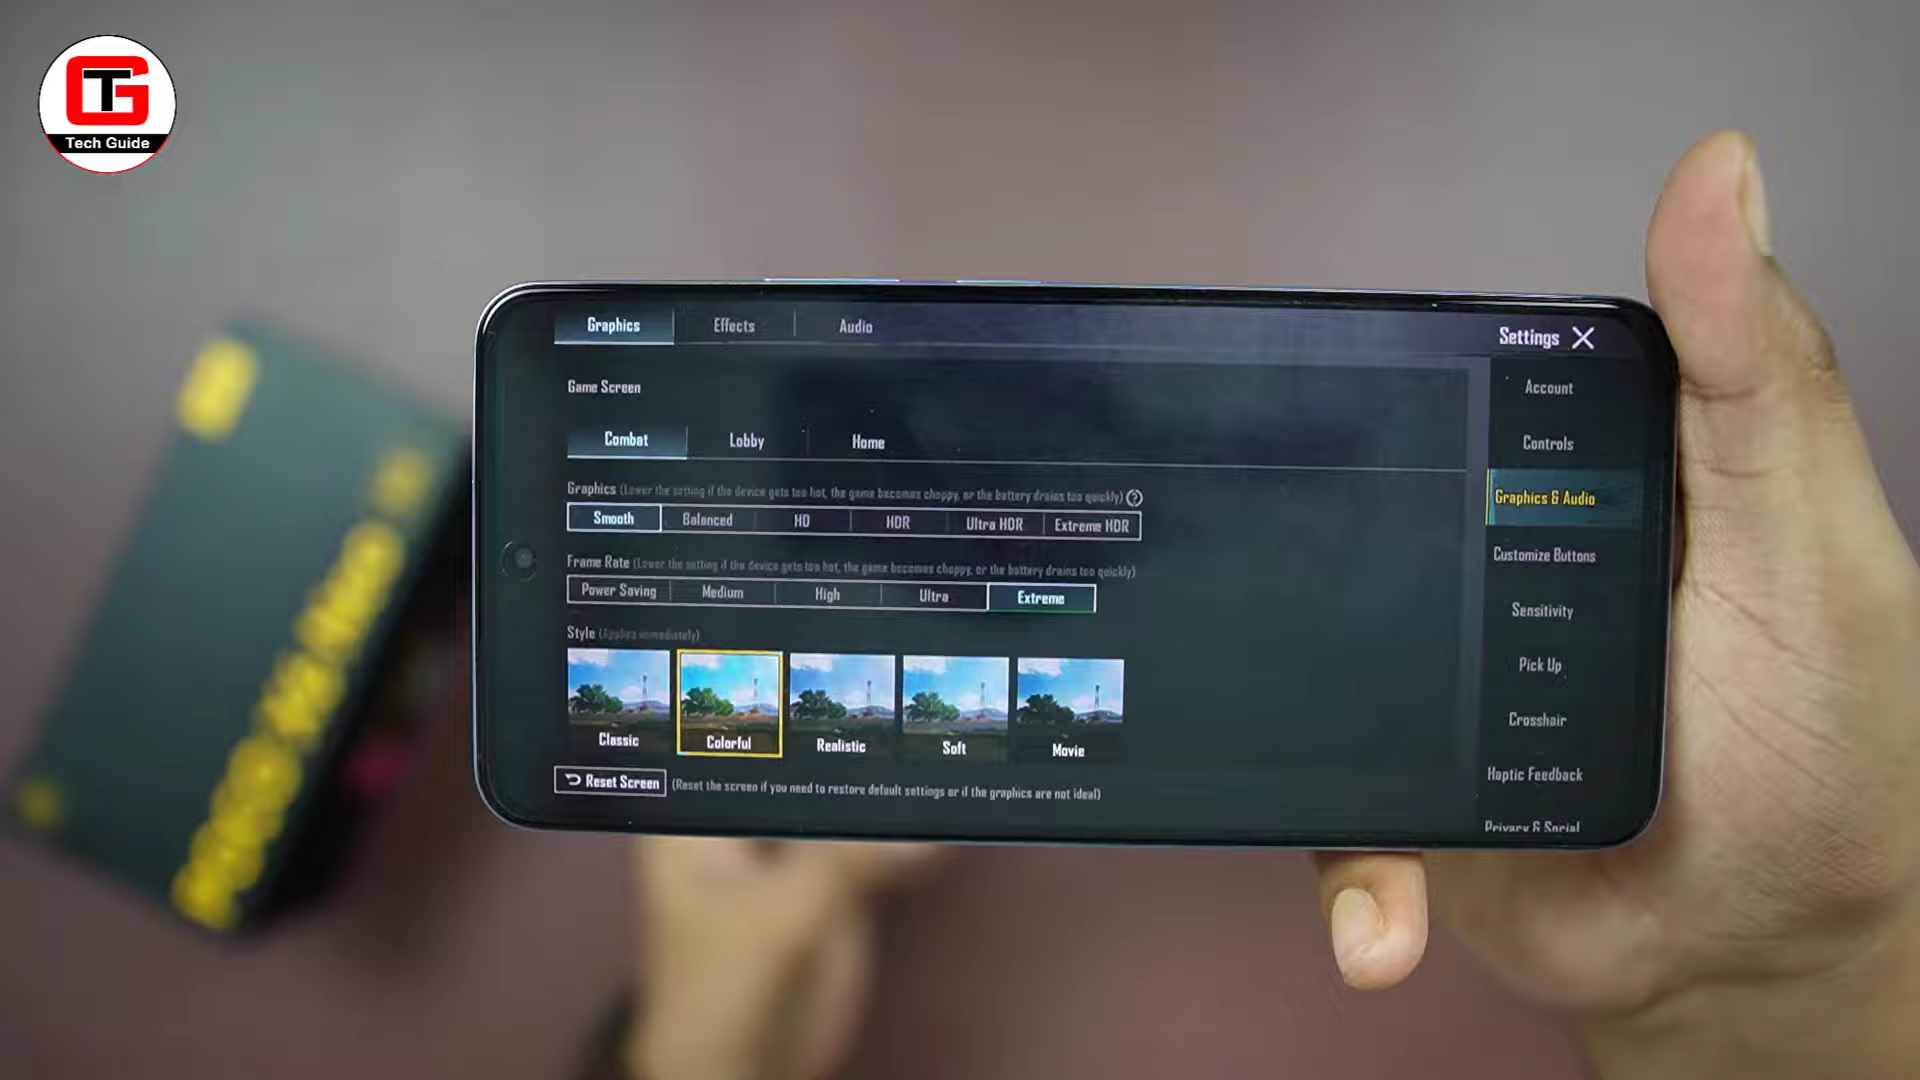 TG
Tech Guide
Graphics Effects Audio
Settings
Game Screen
Combat Lobby Home
Graphics (Lower the setting if the device gets too hot, the game becomes choppy, or the battery drains too quickly) ?
Smooth Balanced HD HDR Ultra HDR Extreme HDR
Frame Rate (Lower the setting if the device gets too hot, the game becomes choppy, or the battery drains too quickly)
Power Saving Medium High Ultra Extreme
Style (Applies immediately)
Classic Colorful Realistic Soft Movie
Reset Screen (Reset the screen if you need to restore default settings or if the graphics are not ideal)
Account
Controls
Graphics & Audio
Customize Buttons
Sensitivity
Pick Up
Crosshair
Haptic Feedback
Privacy & Social